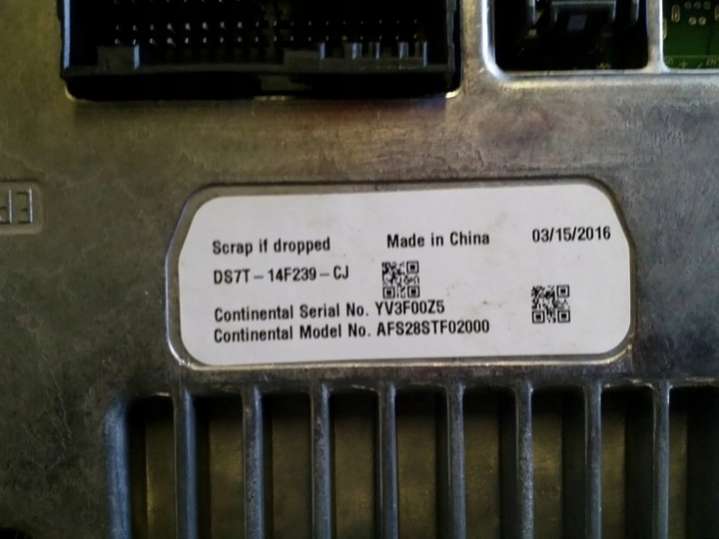 Scrap if dropped Made in China 03/15/2016
DS7T-14F239-CJ
Continental Serial No. YV3F00Z5
Continental Model No. AFS28STF02000